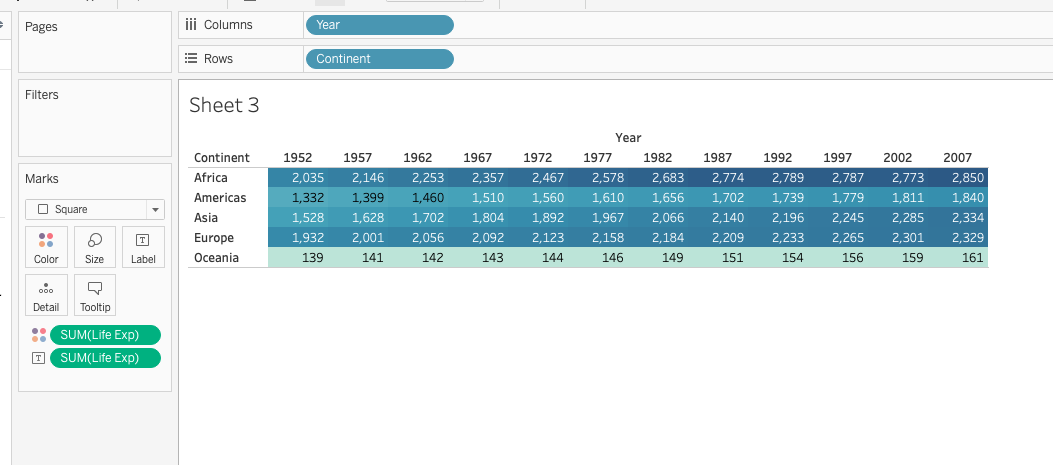 Pages
Columns Year
Rows Continent
Filters
Sheet 3
Year
Continent 1952 1957 1962 1967 1972 1977 1982 1987 1992 1997 2002 2007
Africa 2,035 2,146 2,253 2,357 2,467 2,578 2,683 2,774 2,789 2,787 2,773 2,850
Americas 1,332 1,399 1,460 1,510 1,560 1,610 1,656 1,702 1,739 1,779 1,811 1,840
Asia 1,528 1,628 1,702 1,804 1,892 1,967 2,066 2,140 2,196 2,245 2,285 2,334
Europe 1,932 2,001 2,056 2,092 2,123 2,158 2,184 2,209 2,233 2,265 2,301 2,329
Oceania 139 141 142 143 144 146 149 151 154 156 159 161
Marks
Square
T
Color Size Label
Detail Tooltip
SUM(Life Exp)
T SUM(Life Exp)